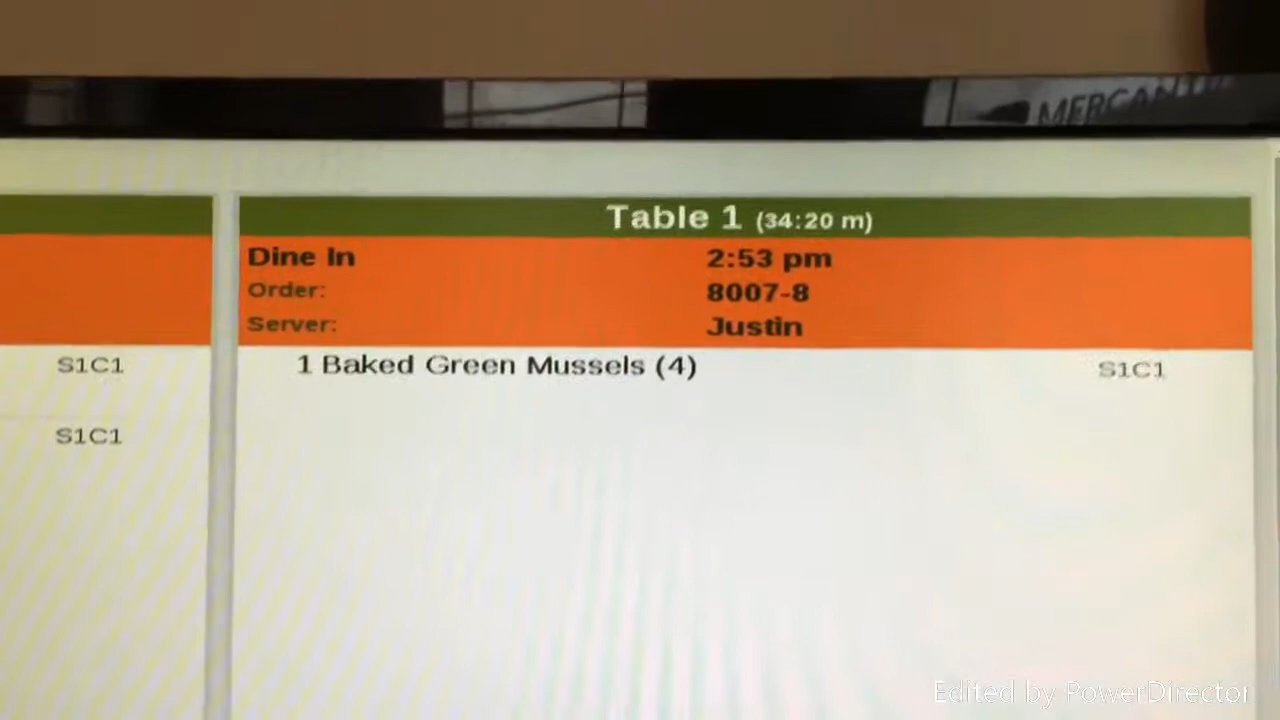 MERCANTILE
Table 1 (34:20 m)
Dine In 2:53 pm
Order: 8007-8
Server: Justin
S1C1
1 Baked Green Mussels (4) S1C1
S1C1
Edited by PowerDirector